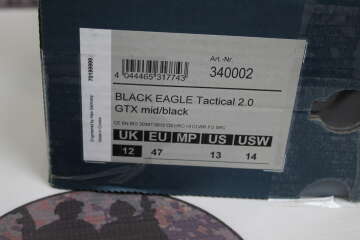 4 044465 317743
Art.-Nr.
340002
BLACK EAGLE Tactical 2.0
GTX mid/black
UK EU MP US USW
12 47 13 14